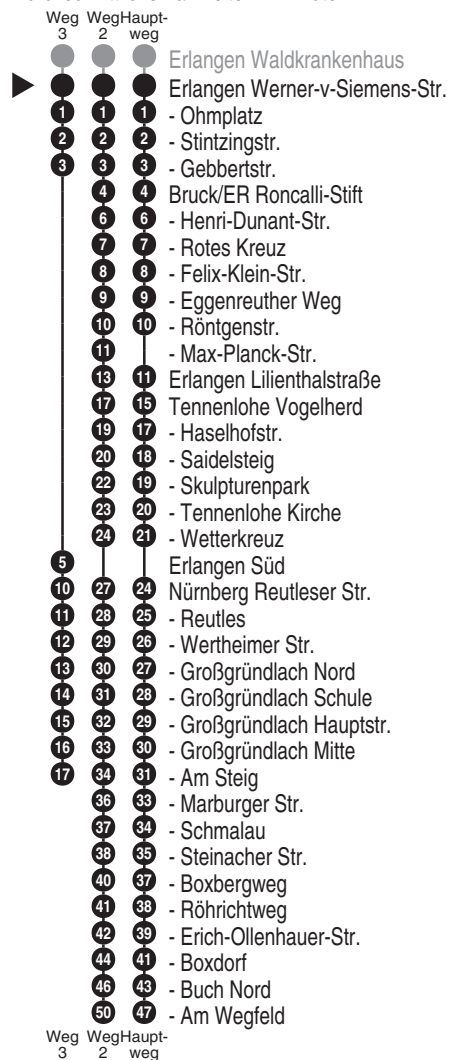 Weg WegHaupt-
3 2 weg
Erlangen Waldkrankenhaus
Erlangen Werner-v-Siemens-Str.
1 1 1 - Ohmplatz
2 2 2 - Stintzingstr.
3 3 3 - Gebbertstr.
4 4 Bruck/ER Roncalli-Stift
6 6 - Henri-Dunant-Str.
7 7 - Rotes Kreuz
8 8 - Felix-Klein-Str.
9 9 - Eggenreuther Weg
10 10 - Röntgenstr.
11 - Max-Planck-Str.
13 11 Erlangen Lilienthalstraße
17 15 Tennenlohe Vogelherd
19 17 - Haselhofstr.
20 18 - Saidelsteig
22 19 - Skulpturenpark
23 20 - Tennenlohe Kirche
24 21 - Wetterkreuz
5 Erlangen Süd
10 27 24 Nürnberg Reutleser Str.
11 28 25 - Reutles
12 29 26 - Wertheimer Str.
13 30 27 - Großgründlach Nord
14 31 28 - Großgründlach Schule
15 32 29 - Großgründlach Hauptstr.
16 33 30 - Großgründlach Mitte
17 34 31 - Am Steig
36 33 - Marburger Str.
37 34 - Schmalau
38 35 - Steinacher Str.
40 37 - Boxbergweg
41 38 - Röhrichtweg
42 39 - Erich-Ollenhauer-Str.
44 41 - Boxdorf
46 43 - Buch Nord
50 47 - Am Wegfeld
Weg WegHaupt-
3 2 weg